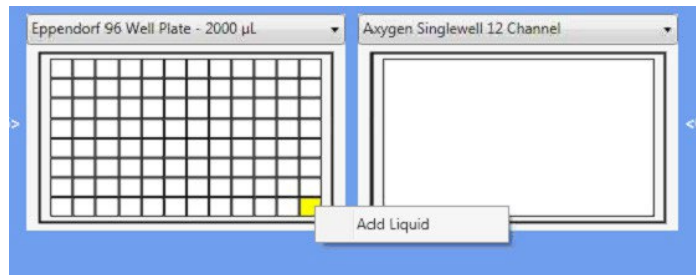 Eppendorf 96 Well Plate - 2000 µL
Axygen Singlewell 12 Channel
>
<
Add Liquid